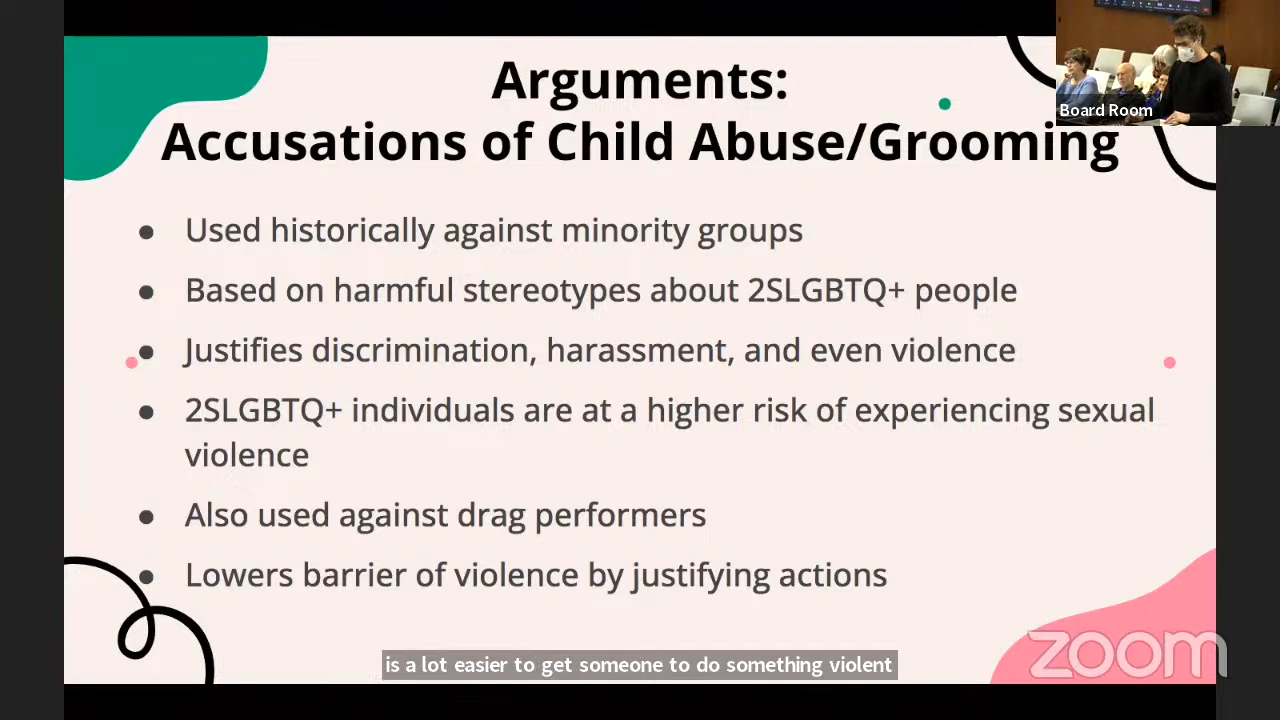 Arguments:
Accusations of Child Abuse/Grooming
Board Room
● Used historically against minority groups
● Based on harmful stereotypes about 2SLGBTQ+ people
● Justifies discrimination, harassment, and even violence
● 2SLGBTQ+ individuals are at a higher risk of experiencing sexual
violence
● Also used against drag performers
● Lowers barrier of violence by justifying actions
is a lot easier to get someone to do something violent
zoom